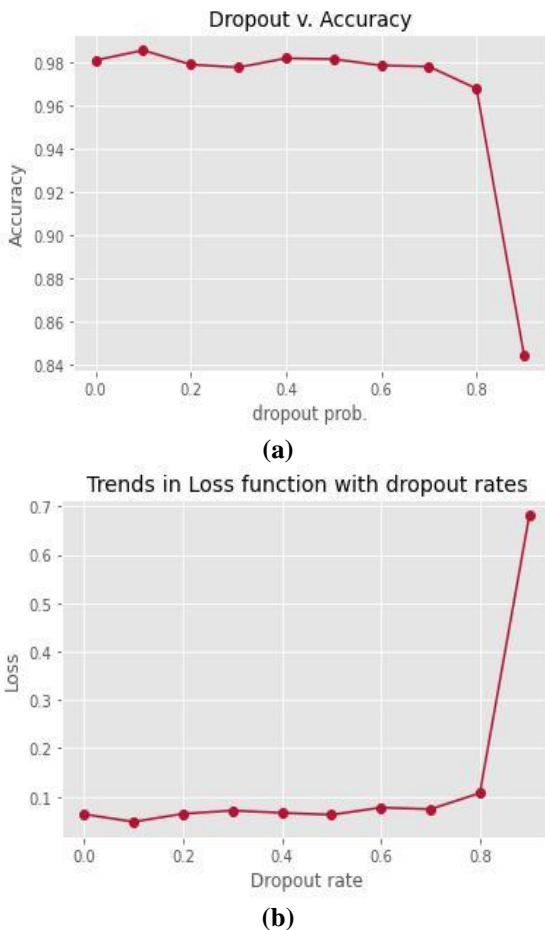 Dropout v. Accuracy
0.98
0.96
0.94
0.92
0.90
0.88
0.86
0.84
Accuracy
0.0 0.2 0.4 0.6 0.8
dropout prob.
(a)
Trends in Loss function with dropout rates
0.7
0.6
0.5
0.4
0.3
0.2
0.1
Loss
0.0 0.2 0.4 0.6 0.8
Dropout rate
(b)